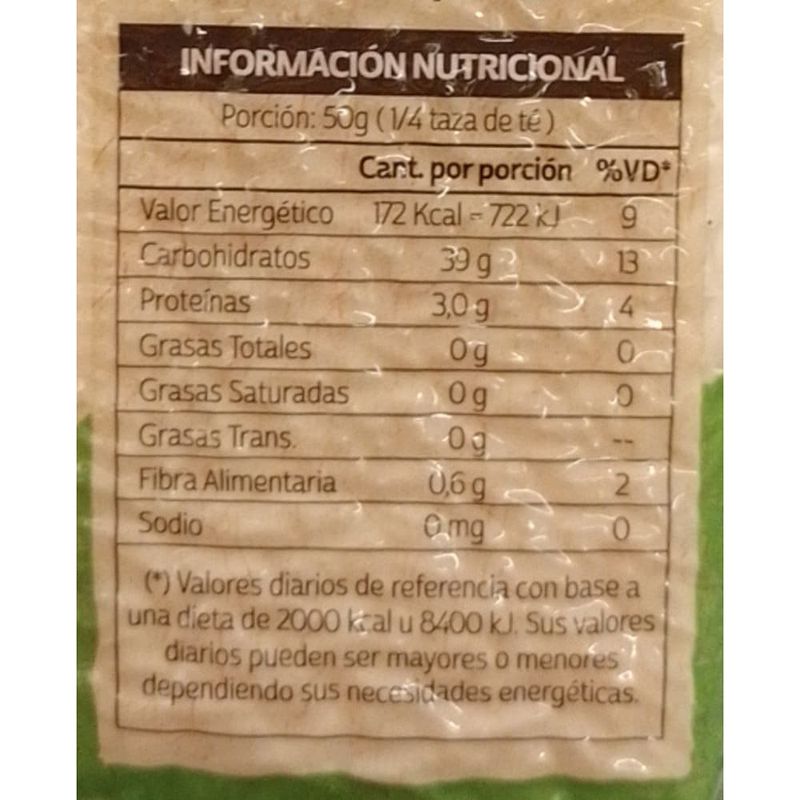 INFORMACIÓN NUTRICIONAL
Porción: 50g (1/4 taza de té)
Cant. por porción %VD*
Valor Energético 172 Kcal = 722 kJ 9
Carbohidratos 39 g 13
Proteínas 3,0 g 4
Grasas Totales 0 g 0
Grasas Saturadas 0 g 0
Grasas Trans. 0 g --
Fibra Alimentaria 0,6 g 2
Sodio 0 mg 0
(*) Valores diarios de referencia con base a
una dieta de 2000 kcal u 8400 kJ. Sus valores
diarios pueden ser mayores o menores
dependiendo sus necesidades energéticas.